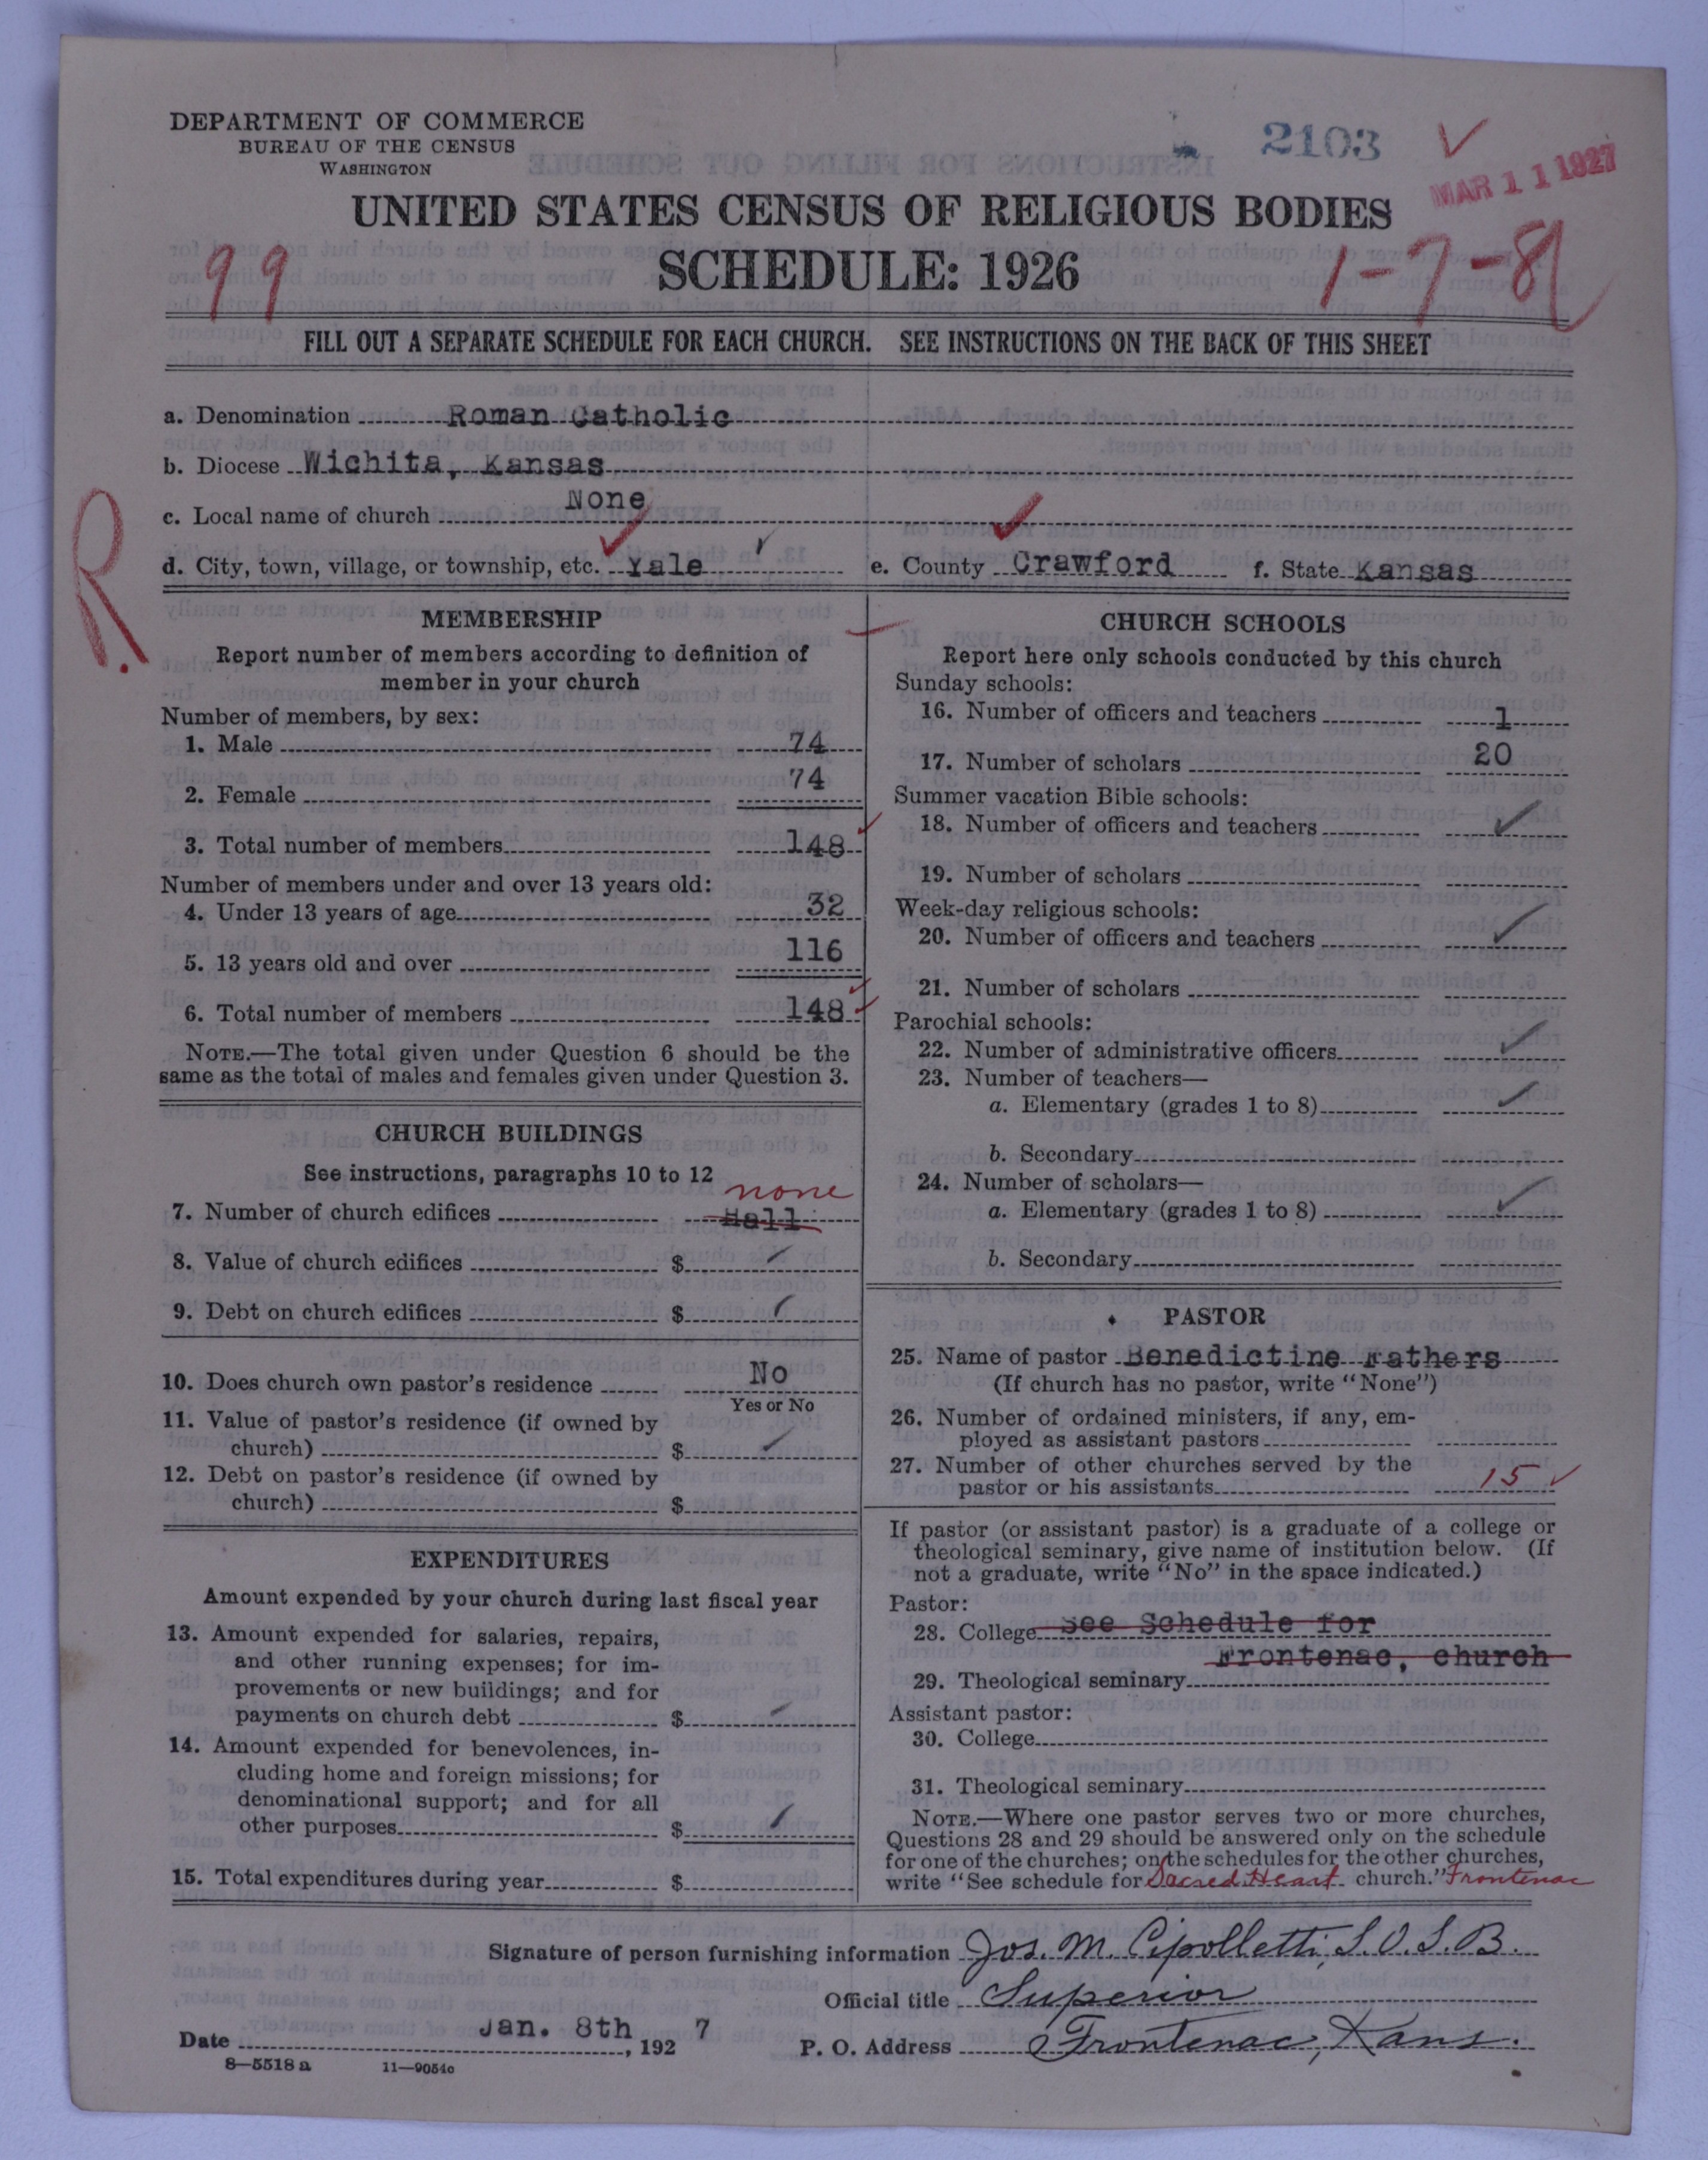 DEPARTMENT OF COMMERCE
BUREAU OF THE CENSUS
WASHINGTON
2103
MAR 11 1927
UNITED STATES CENSUS OF RELIGIOUS BODIES
SCHEDULE: 1926
99
1-7-8
FILL OUT A SEPARATE SCHEDULE FOR EACH CHURCH. SEE INSTRUCTIONS ON THE BACK OF THIS SHEET
a. Denomination Roman Catholic
b. Diocese Wichita, Kansas
c. Local name of church None
d. City, town, village, or township, etc. Yale e. County Crawford f. State Kansas
R.
MEMBERSHIP
Report number of members according to definition of
member in your church
Number of members, by sex:
1. Male 74
2. Female 74
3. Total number of members 148
Number of members under and over 13 years old:
4. Under 13 years of age 32
5. 13 years old and over 116
6. Total number of members 148
NOTE.—The total given under Question 6 should be the
same as the total of males and females given under Question 3.
CHURCH BUILDINGS
See instructions, paragraphs 10 to 12
none
7. Number of church edifices Hall
8. Value of church edifices $
9. Debt on church edifices $
10. Does church own pastor's residence No
Yes or No
11. Value of pastor's residence (if owned by
church) $
12. Debt on pastor's residence (if owned by
church) $
EXPENDITURES
Amount expended by your church during last fiscal year
13. Amount expended for salaries, repairs,
and other running expenses; for im-
provements or new buildings; and for
payments on church debt $
14. Amount expended for benevolences, in-
cluding home and foreign missions; for
denominational support; and for all
other purposes $
15. Total expenditures during year $
CHURCH SCHOOLS
Report here only schools conducted by this church
Sunday schools:
16. Number of officers and teachers 1
17. Number of scholars 20
Summer vacation Bible schools:
18. Number of officers and teachers
19. Number of scholars
Week-day religious schools:
20. Number of officers and teachers
21. Number of scholars
Parochial schools:
22. Number of administrative officers
23. Number of teachers—
a. Elementary (grades 1 to 8)
b. Secondary
24. Number of scholars—
a. Elementary (grades 1 to 8)
b. Secondary
PASTOR
25. Name of pastor Benedictine Fathers
(If church has no pastor, write "None")
26. Number of ordained ministers, if any, em-
ployed as assistant pastors
27. Number of other churches served by the
pastor or his assistants 15
If pastor (or assistant pastor) is a graduate of a college or
theological seminary, give name of institution below. (If
not a graduate, write "No" in the space indicated.)
Pastor:
28. College See Schedule for
Frontenac, church
29. Theological seminary
Assistant pastor:
30. College
31. Theological seminary
NOTE.—Where one pastor serves two or more churches,
Questions 28 and 29 should be answered only on the schedule
for one of the churches; on the schedules for the other churches,
write "See schedule for Sacred Heart church." Frontenac
Signature of person furnishing information Jos. M. Cipolletti, S.O.S.B.
Official title Superior
Date Jan. 8th, 1927 P. O. Address Frontenac, Kans.
8—5518 a 11—9054c